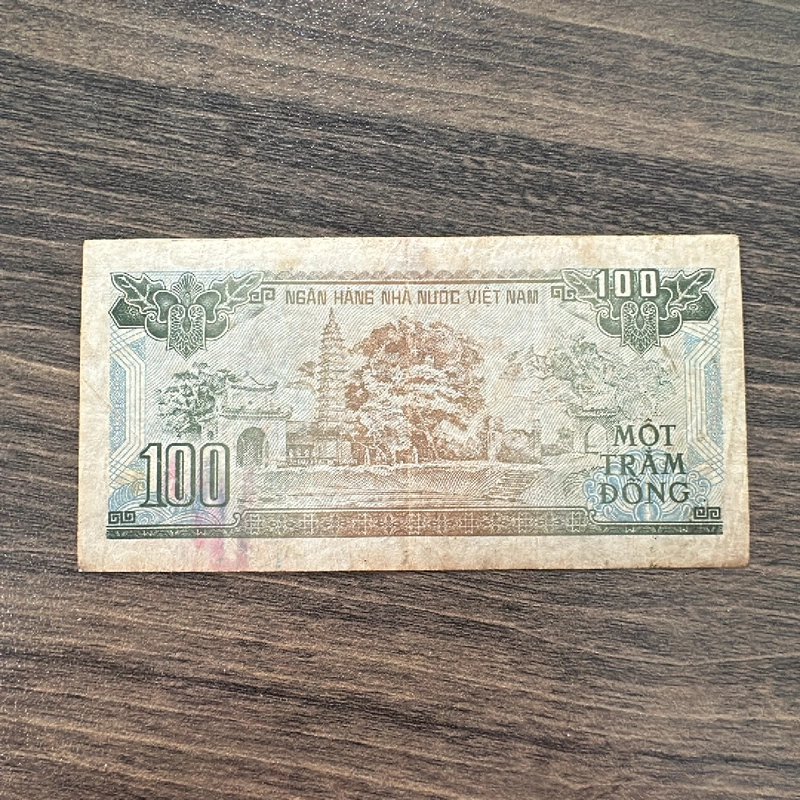 NGÂN HÀNG NHÀ NƯỚC VIỆT NAM
100
100
MỘT
TRĂM
ĐỒNG